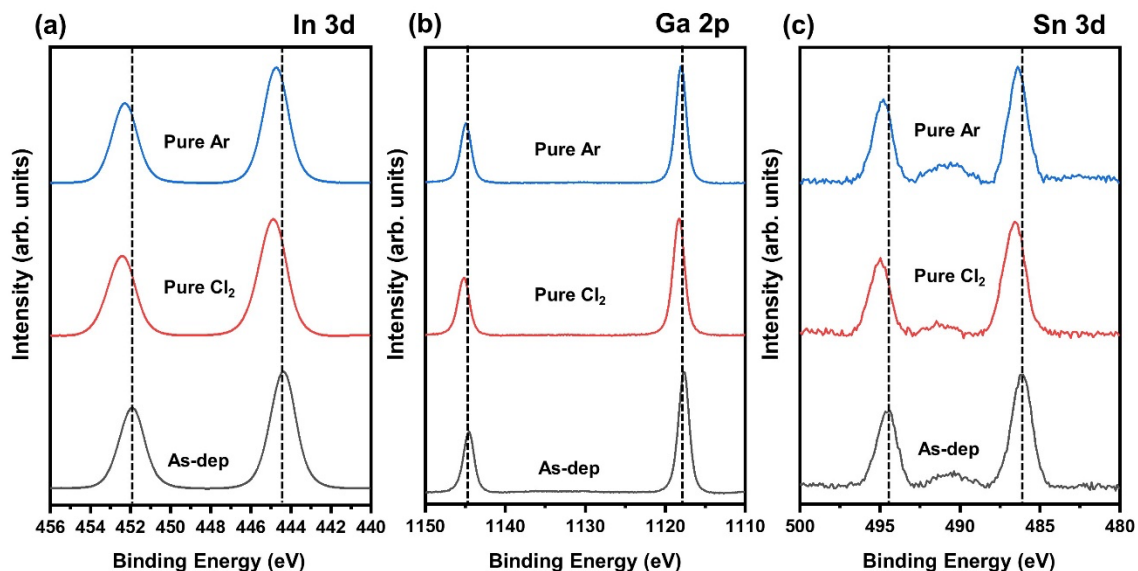 (a) In 3d
Intensity (arb. units)
Pure Ar
Pure Cl₂
As-dep
456 454 452 450 448 446 444 442 440
Binding Energy (eV)
(b) Ga 2p
Intensity (arb. units)
Pure Ar
Pure Cl₂
As-dep
1150 1140 1130 1120 1110
Binding Energy (eV)
(c) Sn 3d
Intensity (arb. units)
Pure Ar
Pure Cl₂
As-dep
500 495 490 485 480
Binding Energy (eV)